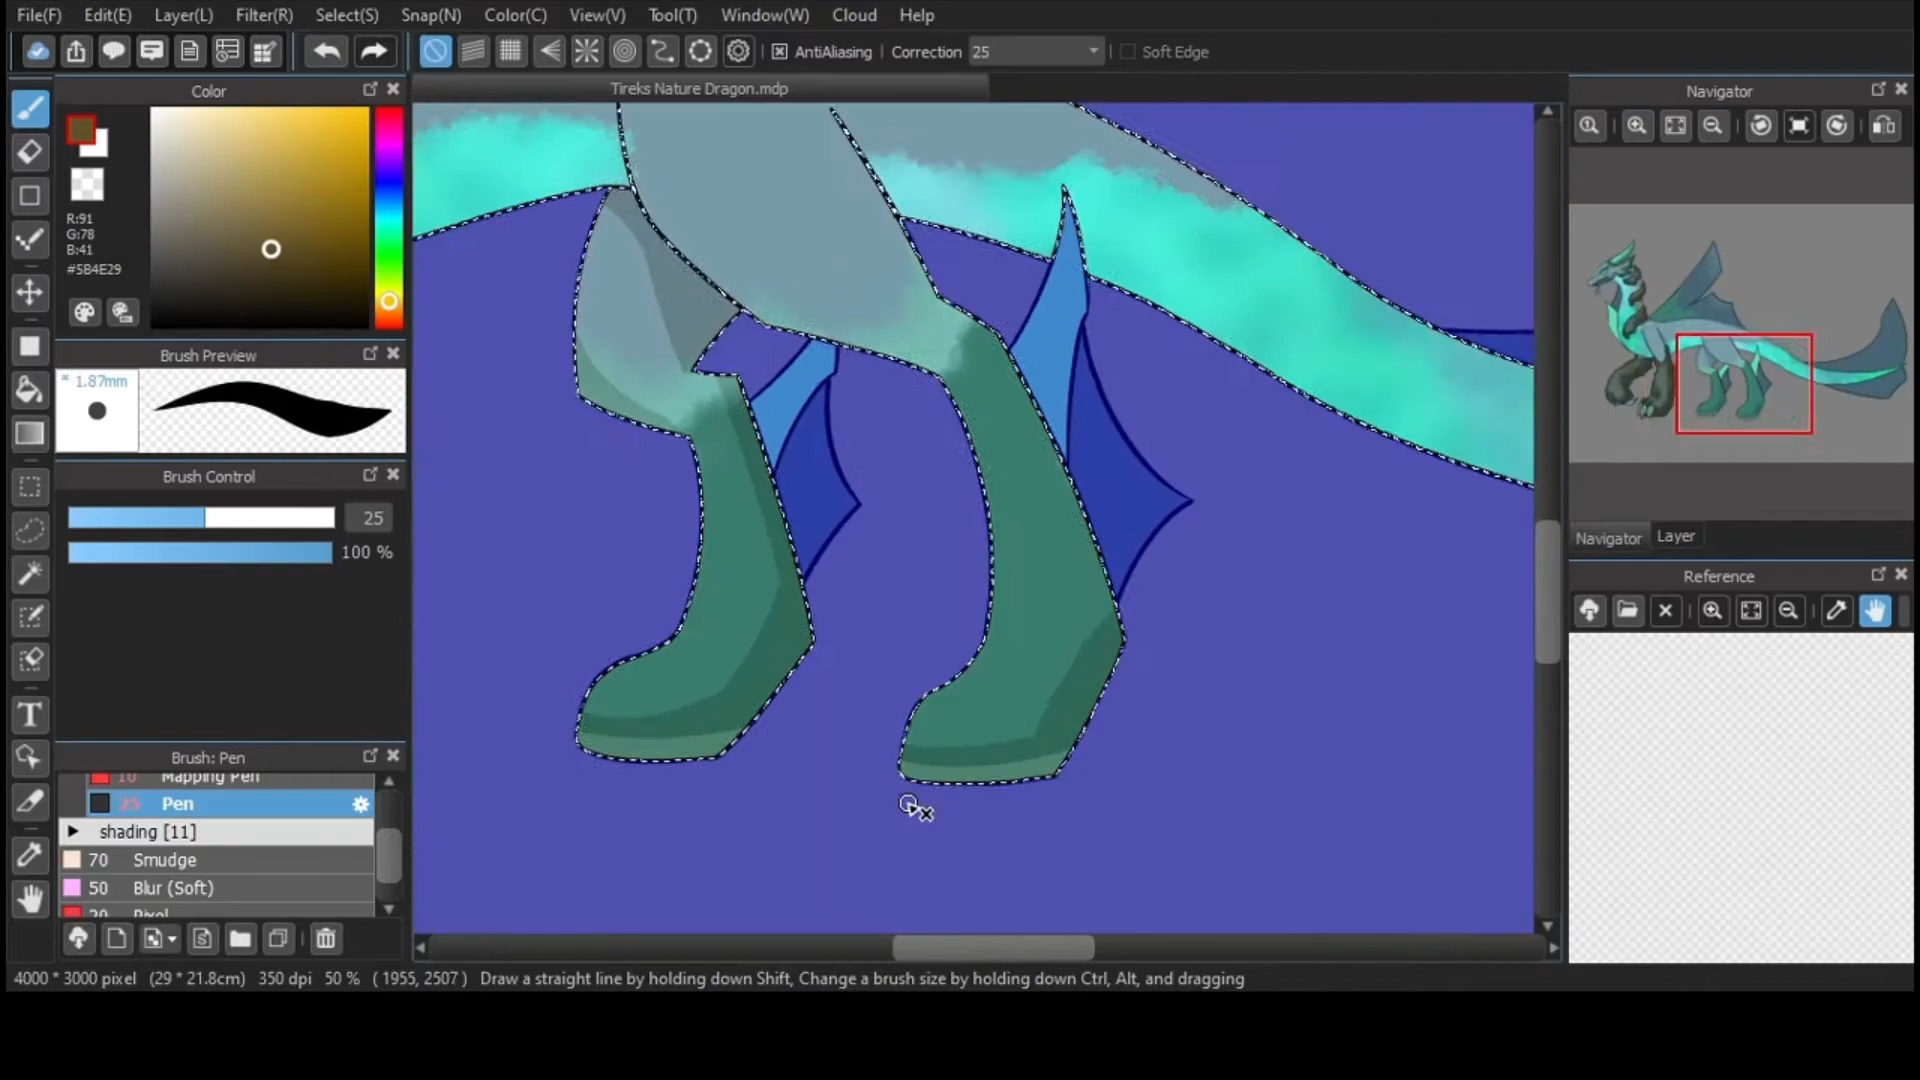 File(F) Edit(E) Layer(L) Filter(R) Select(S) Snap(N) Color(C) View(V) Tool(T) Window(W) Cloud Help
AntiAliasing Correction 25 Soft Edge
Color
Tireks Nature Dragon.mdp
Navigator
R:91
G:78
B:41
#5B4E29
Brush Preview
* 1.87mm
Brush Control
25
100 %
Navigator Layer
Reference
Brush: Pen
10 Mapping Pen
25 Pen
shading [11]
70 Smudge
50 Blur (Soft)
20 Pixel
T
4000 * 3000 pixel (29 * 21.8cm) 350 dpi 50 % ( 1955, 2507 ) Draw a straight line by holding down Shift, Change a brush size by holding down Ctrl, Alt, and dragging